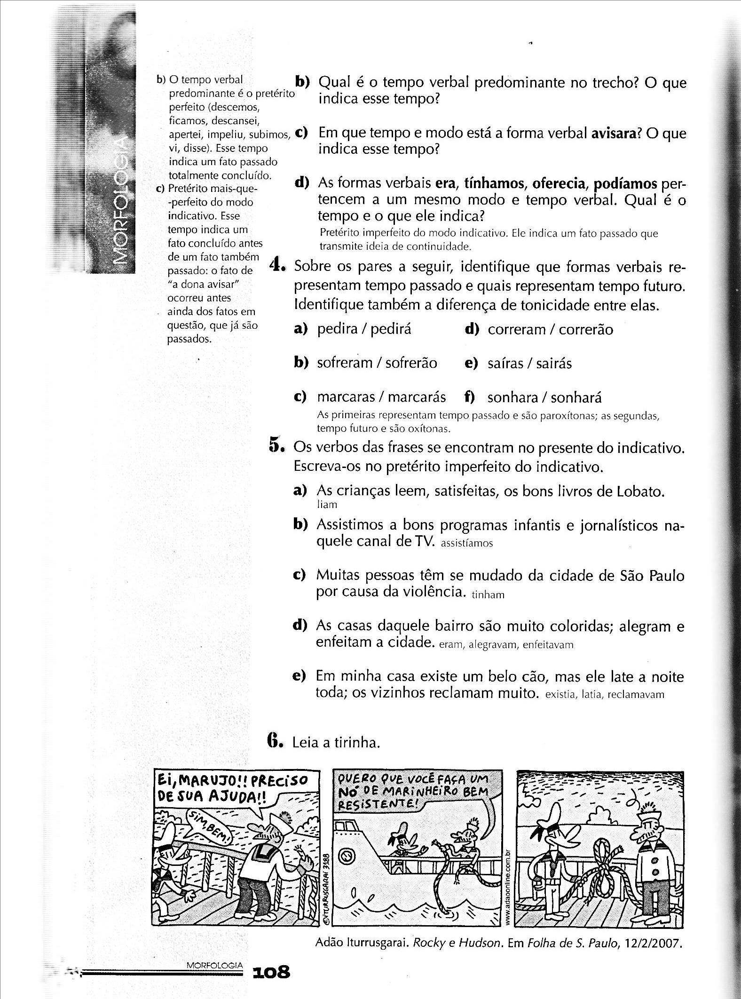 MORFOLOGIA
b) O tempo verbal
predominante é o pretérito
perfeito (descemos,
ficamos, descansei,
apertei, impeliu, subimos,
vi, disse). Esse tempo
indica um fato passado
totalmente concluído.
c) Pretérito mais-que-
-perfeito do modo
indicativo. Esse
tempo indica um
fato concluído antes
de um fato também
passado: o fato de
"a dona avisar"
ocorreu antes
ainda dos fatos em
questão, que já são
passados.
b) Qual é o tempo verbal predominante no trecho? O que
indica esse tempo?
c) Em que tempo e modo está a forma verbal avisara? O que
indica esse tempo?
d) As formas verbais era, tínhamos, oferecia, podíamos per-
tencem a um mesmo modo e tempo verbal. Qual é o
tempo e o que ele indica?
Pretérito imperfeito do modo indicativo. Ele indica um fato passado que
transmite ideia de continuidade.
4. Sobre os pares a seguir, identifique que formas verbais re-
presentam tempo passado e quais representam tempo futuro.
Identifique também a diferença de tonicidade entre elas.
a) pedira / pedirá d) correram / correrão
b) sofreram / sofrerão e) saíras / sairás
c) marcaras / marcarás f) sonhara / sonhará
As primeiras representam tempo passado e são paroxítonas; as segundas,
tempo futuro e são oxítonas.
5. Os verbos das frases se encontram no presente do indicativo.
Escreva-os no pretérito imperfeito do indicativo.
a) As crianças leem, satisfeitas, os bons livros de Lobato.
liam
b) Assistimos a bons programas infantis e jornalísticos na-
quele canal de TV. assistíamos
c) Muitas pessoas têm se mudado da cidade de São Paulo
por causa da violência. tinham
d) As casas daquele bairro são muito coloridas; alegram e
enfeitam a cidade. eram, alegravam, enfeitavam
e) Em minha casa existe um belo cão, mas ele late a noite
toda; os vizinhos reclamam muito. existia, latia, reclamavam
6. Leia a tirinha.
EI, MARUJO!! PRECISO
DE SUA AJUDA!!
SIM, BEM!
©ITURRUSGARAI 3188
QUERO QUE VOCÊ FAÇA UM
NÓ DE MARINHEIRO BEM
RESISTENTE!
www.adaoonline.com.br
Adão Iturrusgarai. Rocky e Hudson. Em Folha de S. Paulo, 12/2/2007.
MORFOLOGIA
108